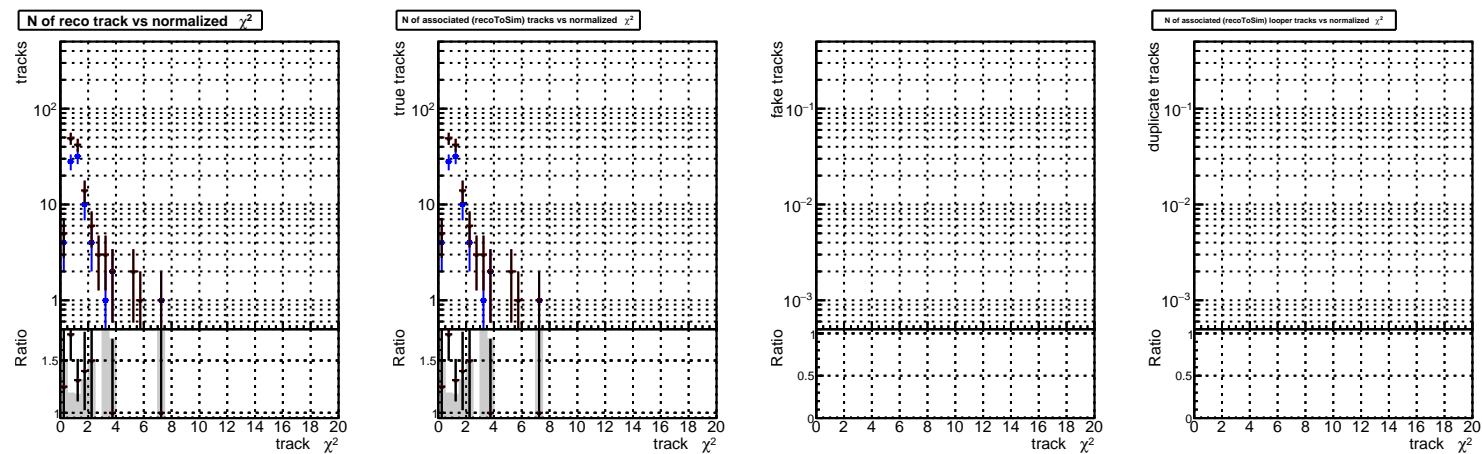 N of reco track vs normalized χ²
tracks
10²
10
1
Ratio
1.5
1
0 2 4 6 8 10 12 14 16 18 20
track χ²
N of associated (recoToSim) tracks vs normalized χ²
true tracks
10²
10
1
Ratio
1.5
1
0 2 4 6 8 10 12 14 16 18 20
track χ²
fake tracks
10⁻¹
10⁻²
10⁻³
Ratio
1
0.5
0
0 2 4 6 8 10 12 14 16 18 20
track χ²
N of associated (recoToSim) looper tracks vs normalized χ²
duplicate tracks
10⁻¹
10⁻²
10⁻³
Ratio
1
0.5
0
0 2 4 6 8 10 12 14 16 18 20
track χ²